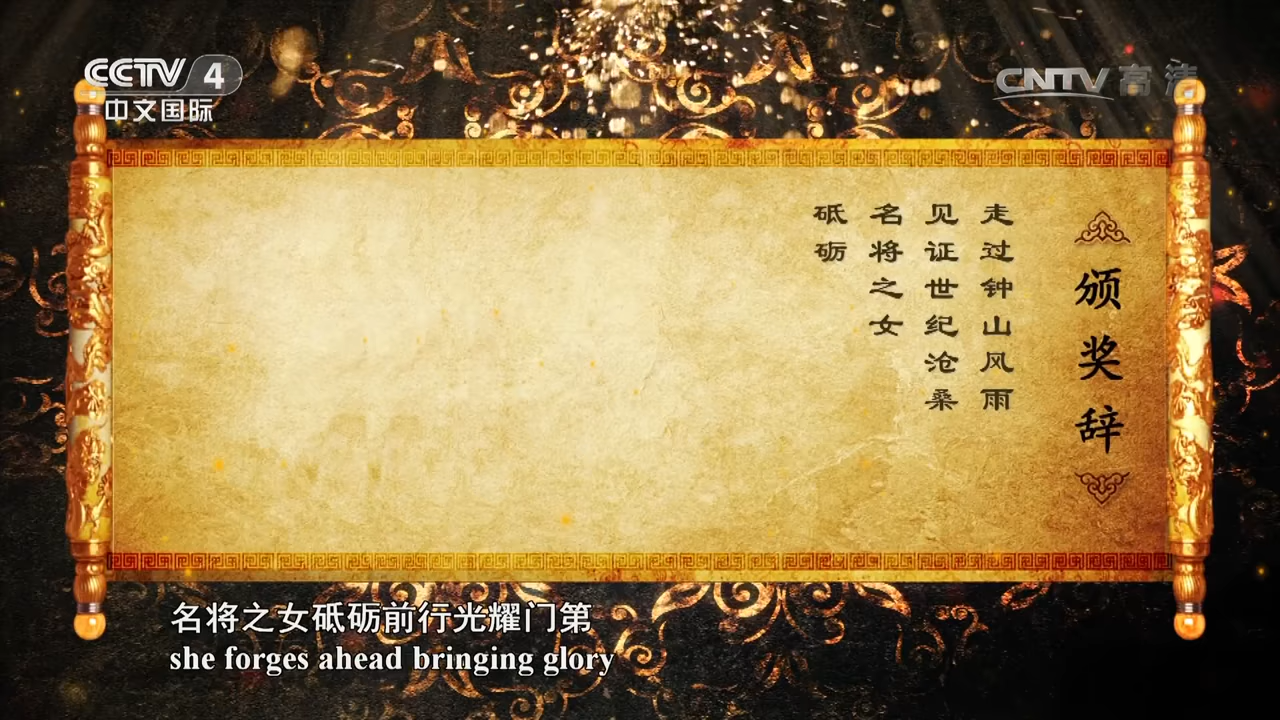 CCTV 4
中文国际
CNTV 高清
颁奖辞
走过钟山风雨
见证世纪沧桑
名将之女
砥砺
名将之女砥砺前行光耀门第
she forges ahead bringing glory